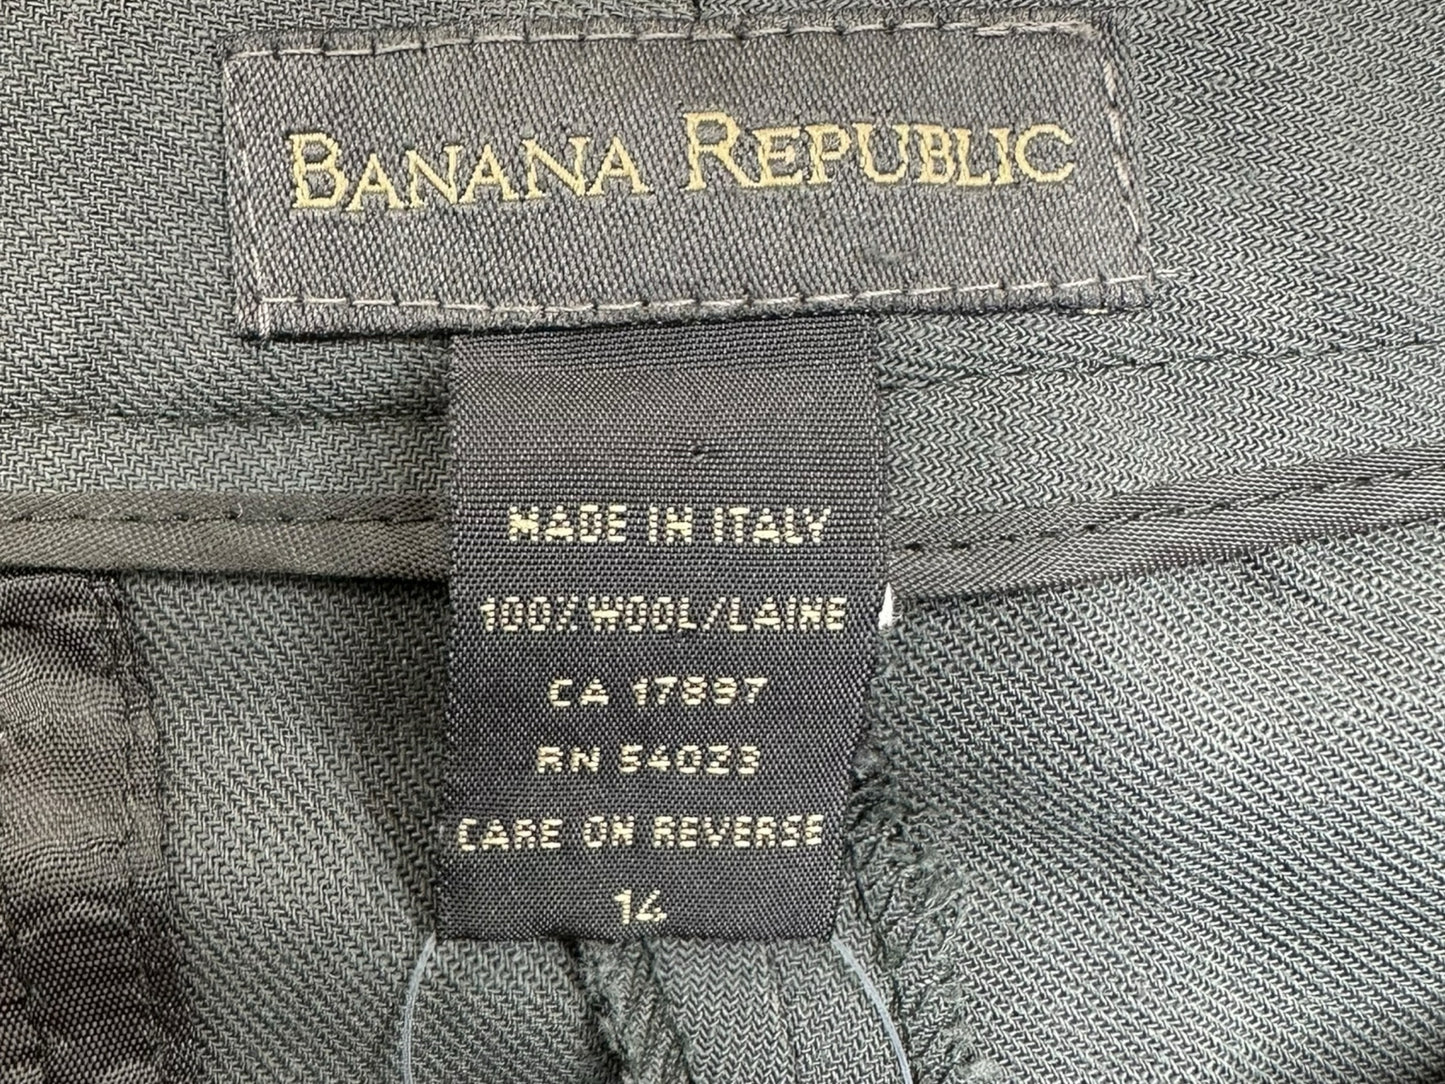 BANANA REPUBLIC
MADE IN ITALY
100% WOOL/LAINE
CA 17897
RN 54023
CARE ON REVERSE
14